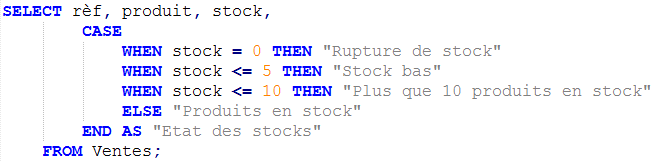 SELECT rèf, produit, stock,
CASE
WHEN stock = 0 THEN "Rupture de stock"
WHEN stock <= 5 THEN "Stock bas"
WHEN stock <= 10 THEN "Plus que 10 produits en stock"
ELSE "Produits en stock"
END AS "Etat des stocks"
FROM Ventes;